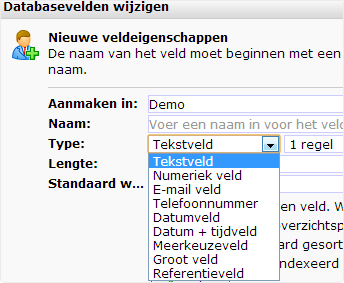 Databasevelden wijzigen
Nieuwe veldeigenschappen
De naam van het veld moet beginnen met een
naam.
Aanmaken in: Demo
Naam: Voer een naam in voor het veld
Type: Tekstveld 1 regel
Lengte: Tekstveld
Numeriek veld
Standaard w... E-mail veld
Telefoonnummer en veld.
Datumveld overzichtsp
Datum + tijdveld
Meerkeuzeveld ard gesort
Groot veld ndexeerd
Referentieveld